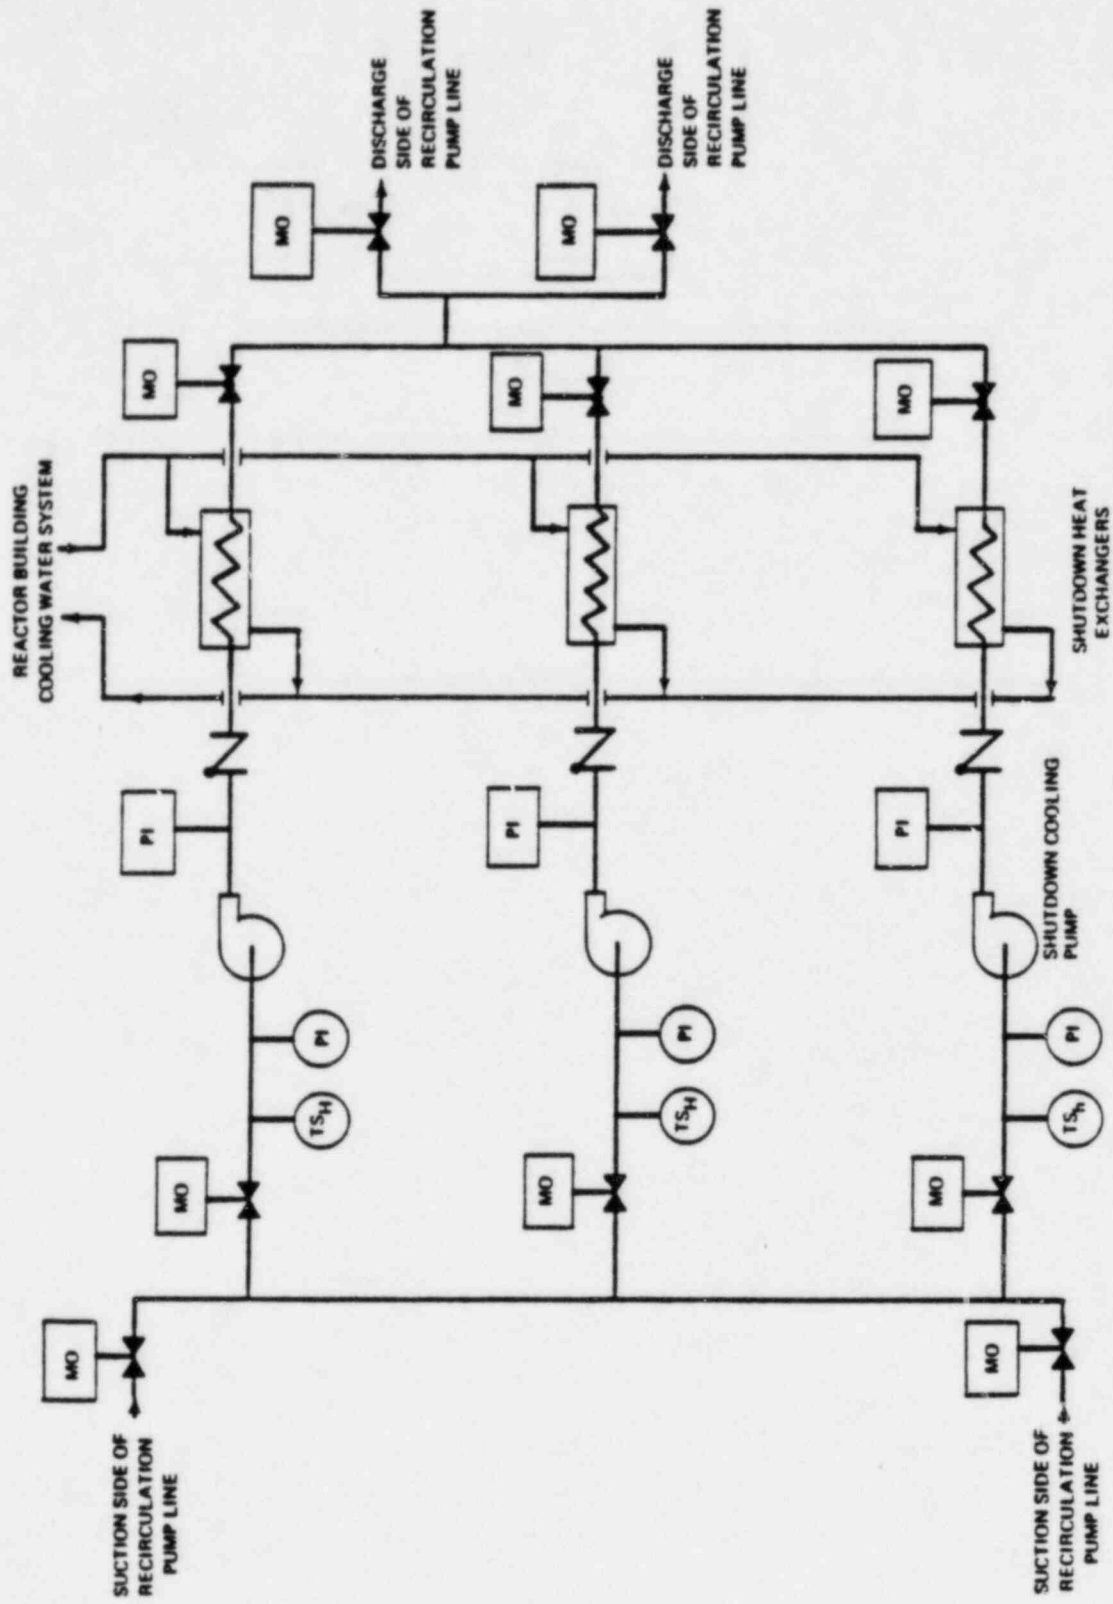 REACTOR BUILDING
COOLING WATER SYSTEM
MO
SUCTION SIDE OF
RECIRCULATION
PUMP LINE
MO
PI
MO
MO
TSH
PI
DISCHARGE
SIDE OF
RECIRCULATION
PUMP LINE
MO
PI
MO
MO
TSH
PI
DISCHARGE
SIDE OF
RECIRCULATION
PUMP LINE
MO
MO
PI
MO
SUCTION SIDE OF
RECIRCULATION
PUMP LINE
TSh
PI
SHUTDOWN COOLING
PUMP
SHUTDOWN HEAT
EXCHANGERS